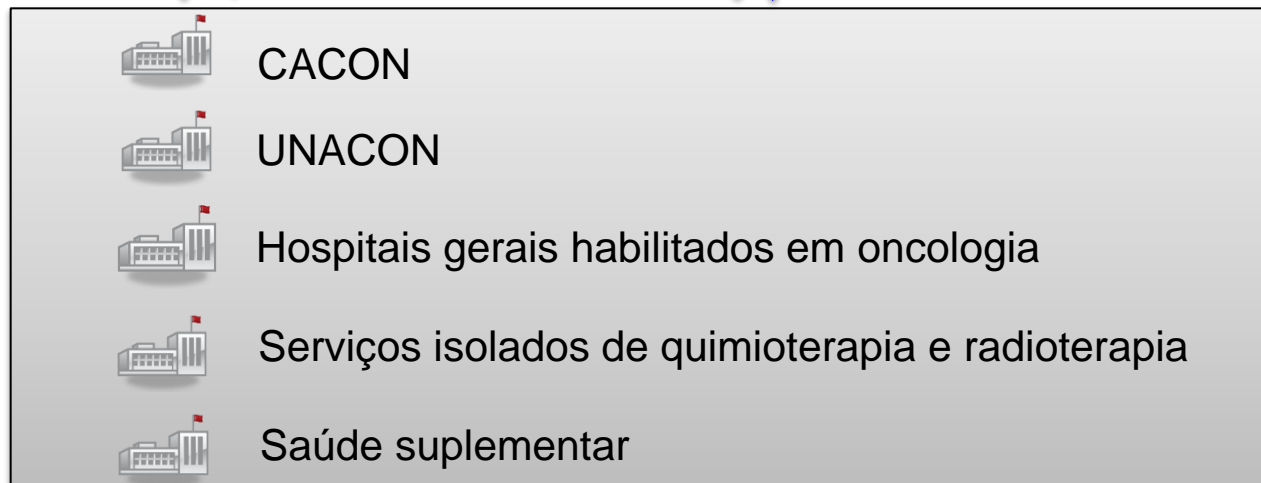 CACON
UNACON
Hospitais gerais habilitados em oncologia
Serviços isolados de quimioterapia e radioterapia
Saúde suplementar